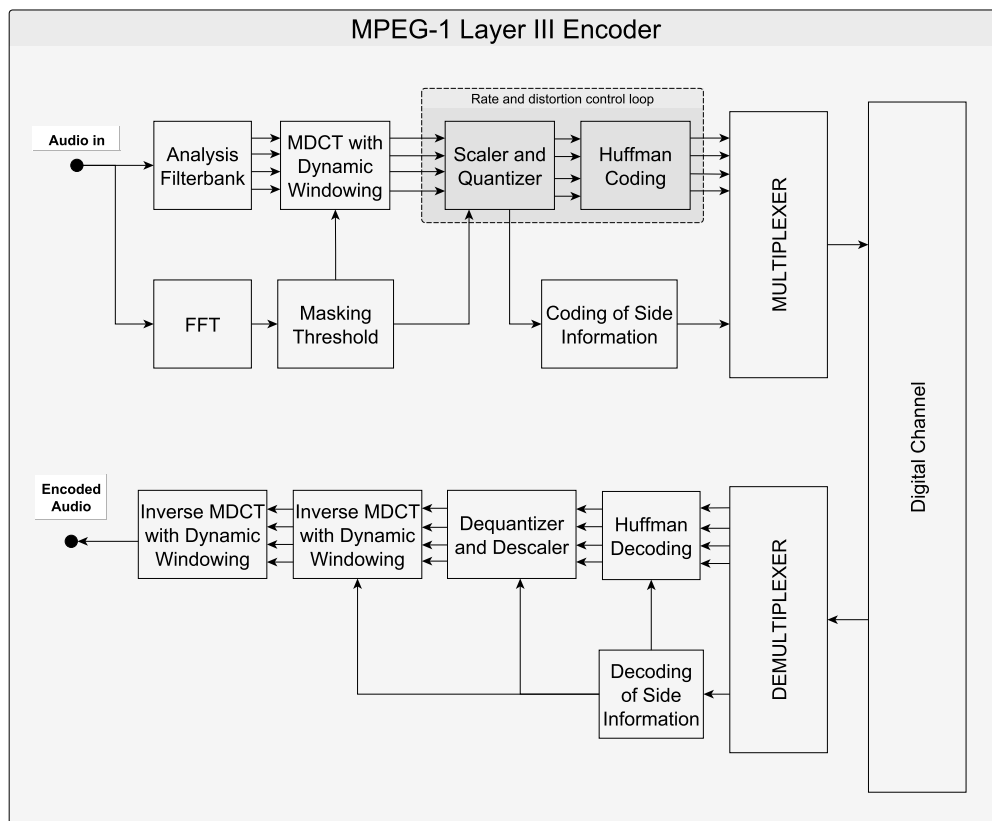 MPEG-1 Layer III Encoder
Rate and distortion control loop
Audio in
Analysis
Filterbank
MDCT with
Dynamic
Windowing
Scaler and
Quantizer
Huffman
Coding
MULTIPLEXER
FFT
Masking
Threshold
Coding of Side
Information
Digital Channel
Encoded
Audio
Inverse MDCT
with Dynamic
Windowing
Inverse MDCT
with Dynamic
Windowing
Dequantizer
and Descaler
Huffman
Decoding
DEMULTIPLEXER
Decoding
of Side
Information